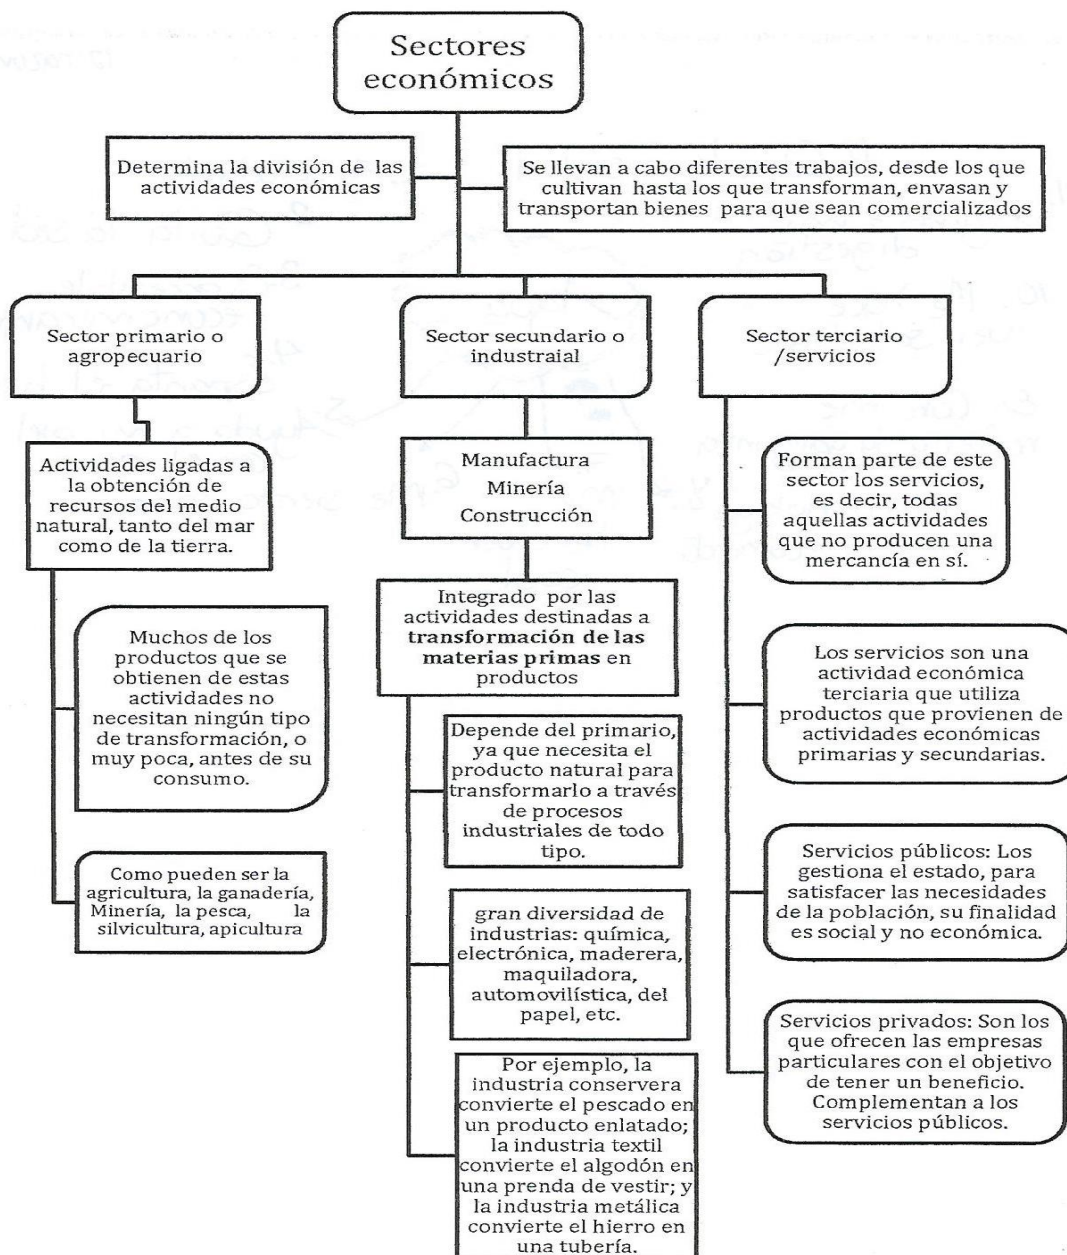 Sectores
económicos
Determina la división de las
actividades económicas
Se llevan a cabo diferentes trabajos, desde los que
cultivan hasta los que transforman, envasan y
transportan bienes para que sean comercializados
Sector primario o
agropecuario
Actividades ligadas a
la obtención de
recursos del medio
natural, tanto del mar
como de la tierra.
Muchos de los
productos que se
obtienen de estas
actividades no
necesitan ningún tipo
de transformación, o
muy poca, antes de su
consumo.
Como pueden ser la
agricultura, la ganadería,
Minería, la pesca, la
silvicultura, apicultura
Sector secundario o
industraial
Manufactura
Minería
Construcción
Integrado por las
actividades destinadas a
transformación de las
materias primas en
productos
Depende del primario,
ya que necesita el
producto natural para
transformarlo a través
de procesos
industriales de todo
tipo.
gran diversidad de
industrias: química,
electrónica, maderera,
maquiladora,
automovilística, del
papel, etc.
Por ejemplo, la
industria conservera
convierte el pescado en
un producto enlatado;
la industria textil
convierte el algodón en
una prenda de vestir; y
la industria metálica
convierte el hierro en
una tubería.
Sector terciario
/servicios
Forman parte de este
sector los servicios,
es decir, todas
aquellas actividades
que no producen una
mercancía en sí.
Los servicios son una
actividad económica
terciaria que utiliza
productos que provienen de
actividades económicas
primarias y secundarias.
Servicios públicos: Los
gestiona el estado, para
satisfacer las necesidades
de la población, su finalidad
es social y no económica.
Servicios privados: Son los
que ofrecen las empresas
particulares con el objetivo
de tener un beneficio.
Complementan a los
servicios públicos.